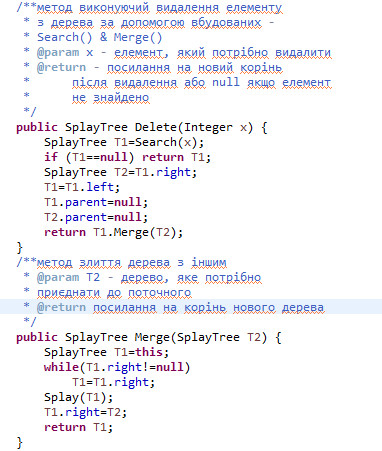 /**метод виконуючий видалення елементу
* з дерева за допомогою вбудованих -
* Search() & Merge()
* @param x - елемент, який потрібно видалити
* @return - посилання на новий корінь
* після видалення або null якщо елемент
* не знайдено
*/
public SplayTree Delete(Integer x) {
SplayTree T1=Search(x);
if (T1==null) return T1;
SplayTree T2=T1.right;
T1=T1.left;
T1.parent=null;
T2.parent=null;
return T1.Merge(T2);
}
/**метод злиття дерева з іншим
* @param T2 - дерево, яке потрібно
* приєднати до поточного
* @return посилання на корінь нового дерева
*/
public SplayTree Merge(SplayTree T2) {
SplayTree T1=this;
while(T1.right!=null)
T1=T1.right;
Splay(T1);
T1.right=T2;
return T1;
}